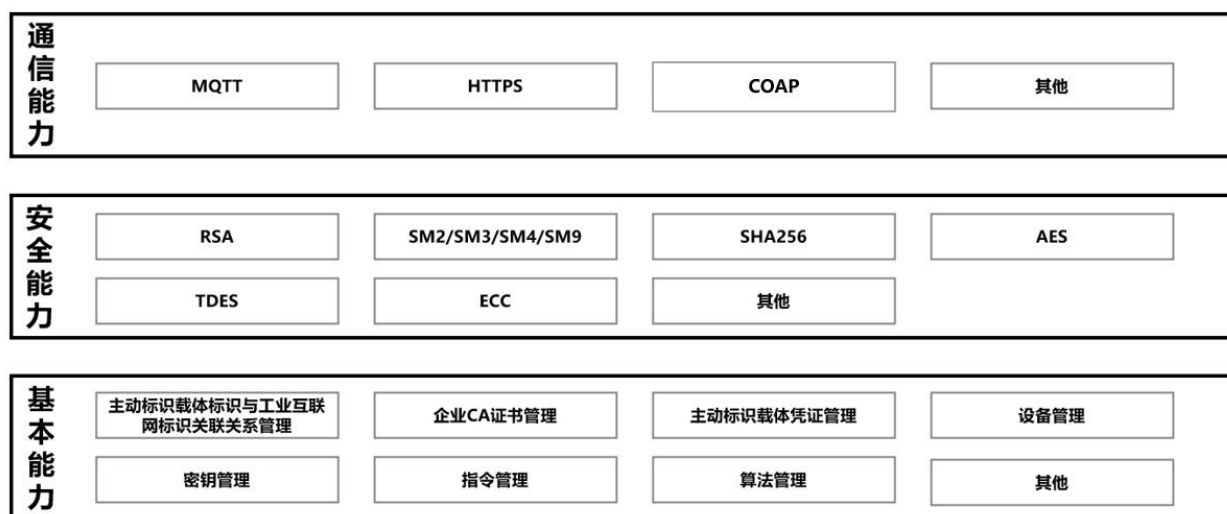 通信能力
MQTT
HTTPS
COAP
其他
安全能力
RSA
SM2/SM3/SM4/SM9
SHA256
AES
TDES
ECC
其他
基本能力
主动标识载体标识与工业互联
网标识关联关系管理
企业CA证书管理
主动标识载体凭证管理
设备管理
密钥管理
指令管理
算法管理
其他